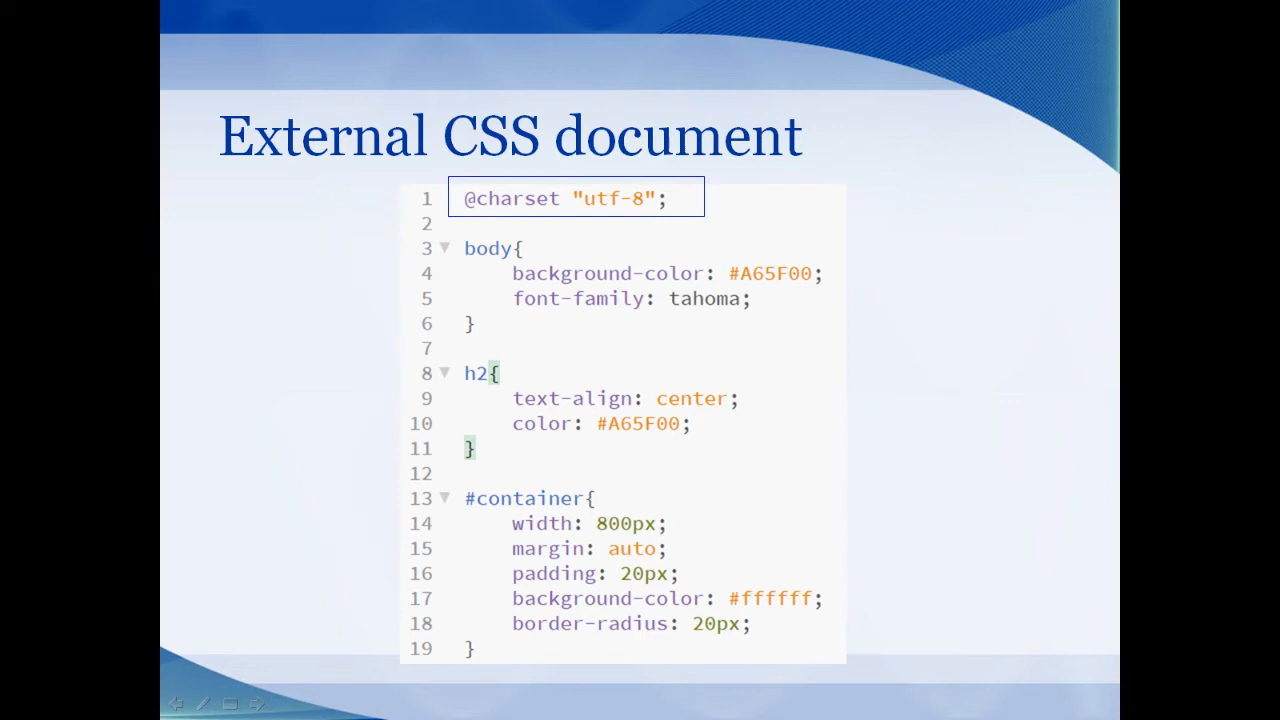 External CSS document
1 @charset "utf-8";
2
3 body{
4 background-color: #A65F00;
5 font-family: tahoma;
6 }
7
8 h2{
9 text-align: center;
10 color: #A65F00;
11 }
12
13 #container{
14 width: 800px;
15 margin: auto;
16 padding: 20px;
17 background-color: #ffffff;
18 border-radius: 20px;
19 }